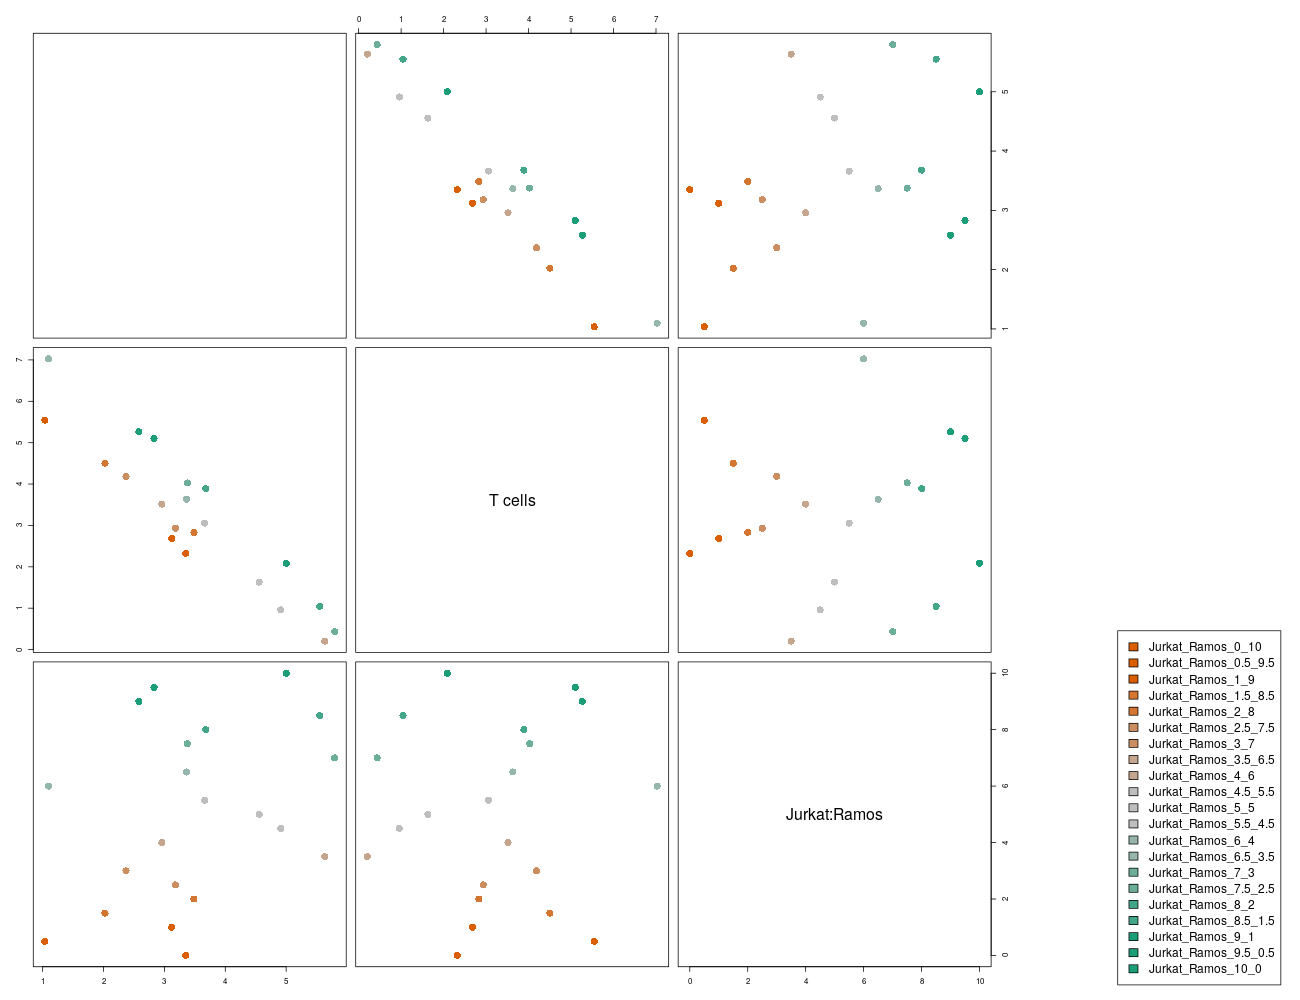 0 1 2 3 4 5 6 7
1 2 3 4 5
0 1 2 3 4 5 6 7
T cells
Jurkat:Ramos
0 2 4 6 8 10
1 2 3 4 5
0 2 4 6 8 10
Jurkat_Ramos_0_10
Jurkat_Ramos_0.5_9.5
Jurkat_Ramos_1_9
Jurkat_Ramos_1.5_8.5
Jurkat_Ramos_2_8
Jurkat_Ramos_2.5_7.5
Jurkat_Ramos_3_7
Jurkat_Ramos_3.5_6.5
Jurkat_Ramos_4_6
Jurkat_Ramos_4.5_5.5
Jurkat_Ramos_5_5
Jurkat_Ramos_5.5_4.5
Jurkat_Ramos_6_4
Jurkat_Ramos_6.5_3.5
Jurkat_Ramos_7_3
Jurkat_Ramos_7.5_2.5
Jurkat_Ramos_8_2
Jurkat_Ramos_8.5_1.5
Jurkat_Ramos_9_1
Jurkat_Ramos_9.5_0.5
Jurkat_Ramos_10_0